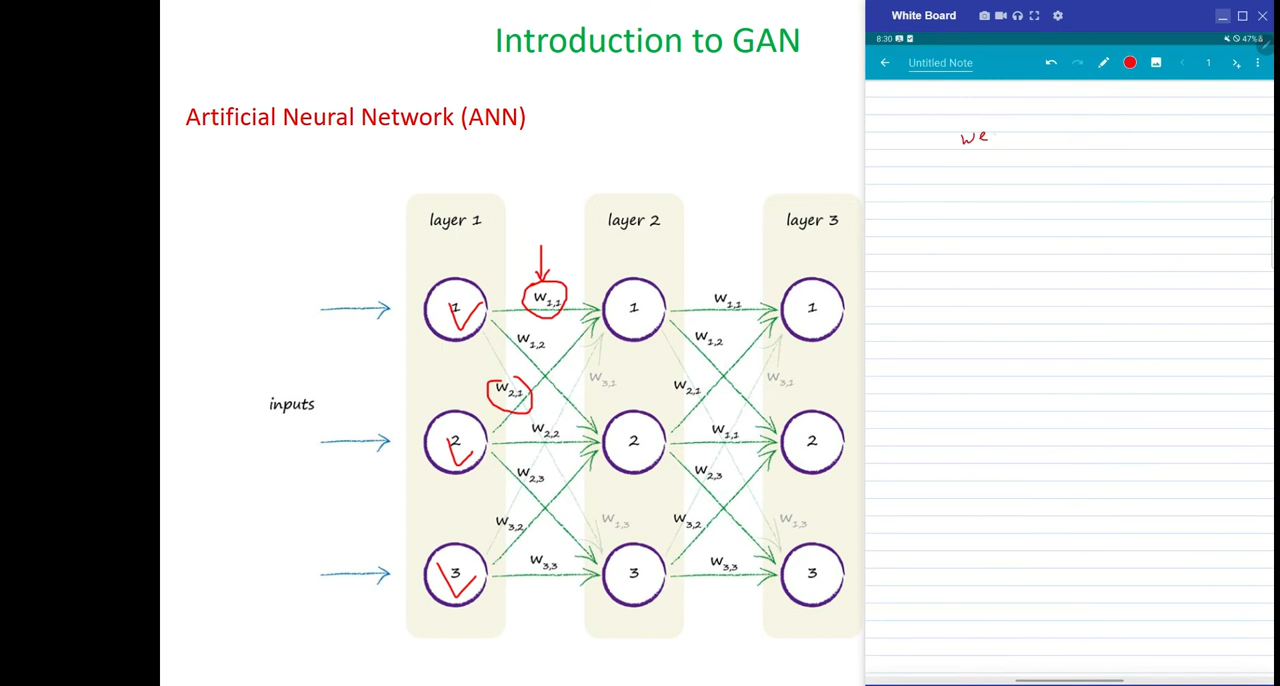 Introduction to GAN
Artificial Neural Network (ANN)
layer 1 layer 2 layer 3
1 w1,1 1 w1,1 1
w1,2 w1,2
w2,1 w3,1 w2,1 w3,1
inputs
2 w2,2 2 w1,1 2
w2,3 w2,3
w3,2 w1,3 w3,2 w1,3
3 w3,3 3 w3,3 3
White Board
8:30 47%
Untitled Note 1
we